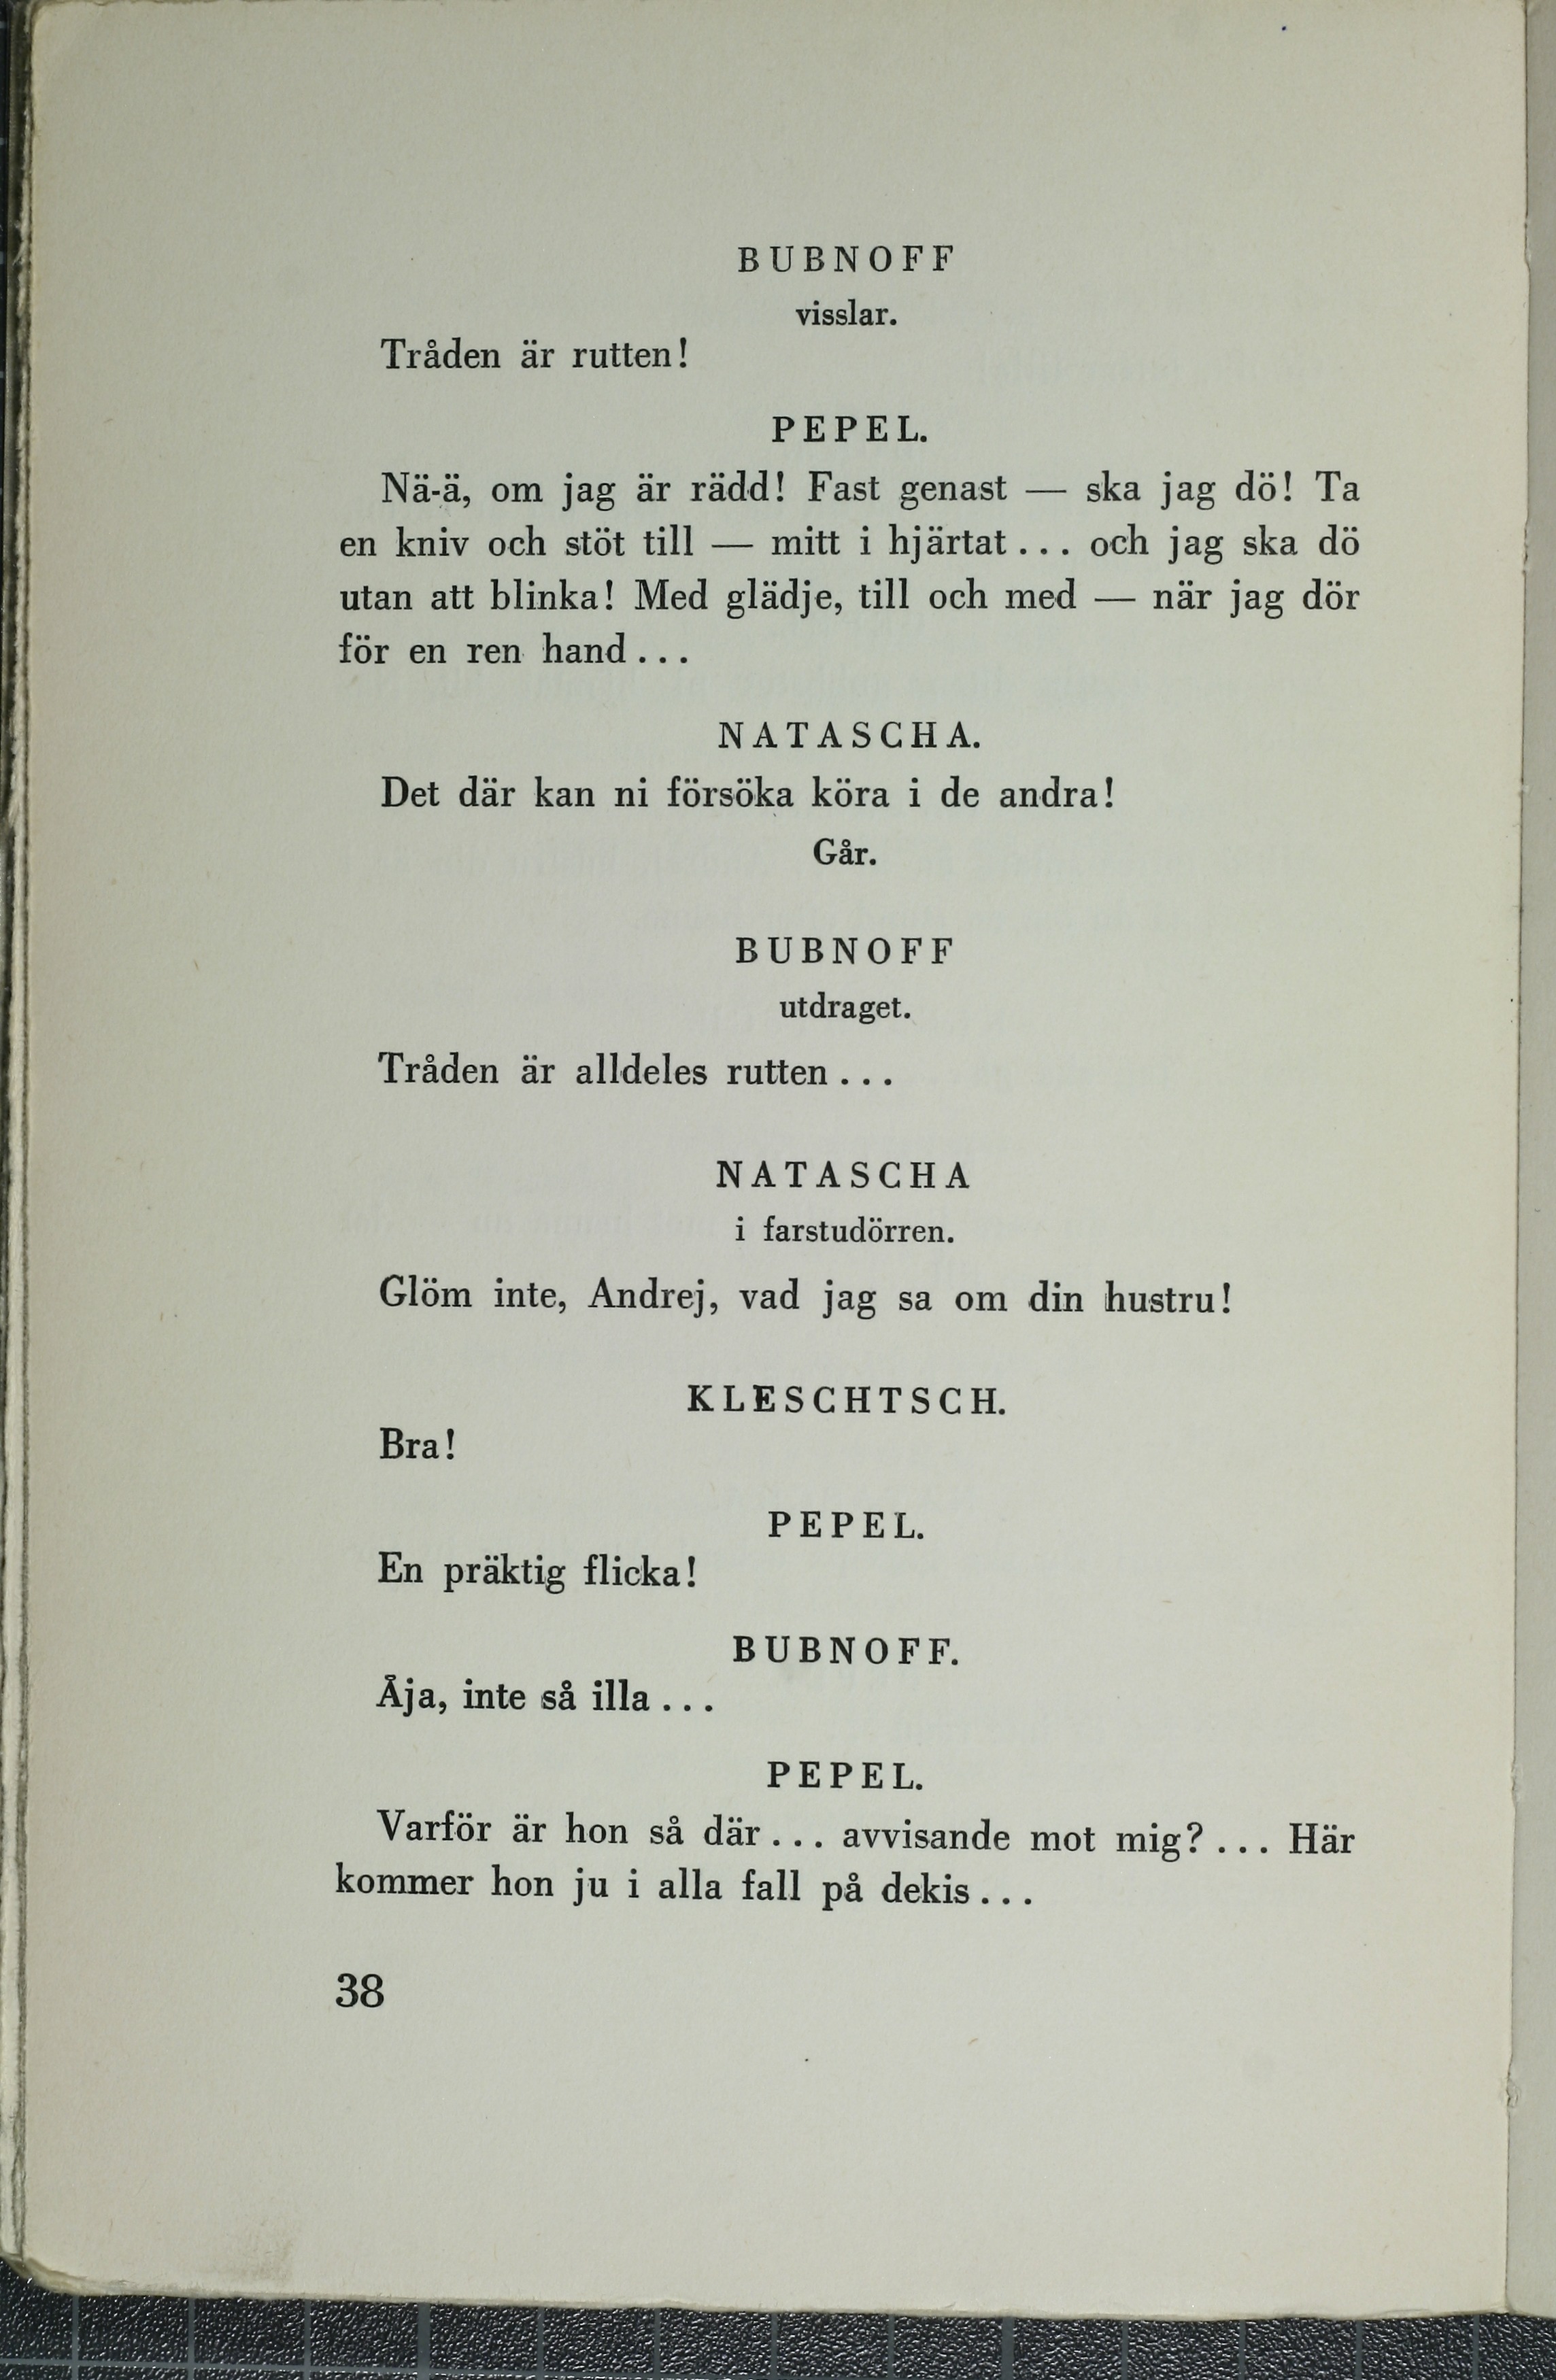 BUBNOFF
visslar.
Tråden är rutten!
PEPEL.
Nä-ä, om jag är rädd! Fast genast — ska jag dö! Ta
en kniv och stöt till — mitt i hjärtat... och jag ska dö
utan att blinka! Med glädje, till och med — när jag dör
för en ren hand...
NATASCHA.
Det där kan ni försöka köra i de andra!
Går.
BUBNOFF
utdraget.
Tråden är alldeles rutten...
NATASCHA
i farstudörren.
Glöm inte, Andrej, vad jag sa om din hustru!
KLESCHTSCH.
Bra!
PEPEL.
En präktig flicka!
BUBNOFF.
Åja, inte så illa...
PEPEL.
Varför är hon så där... avvisande mot mig?... Här
kommer hon ju i alla fall på dekis...
38